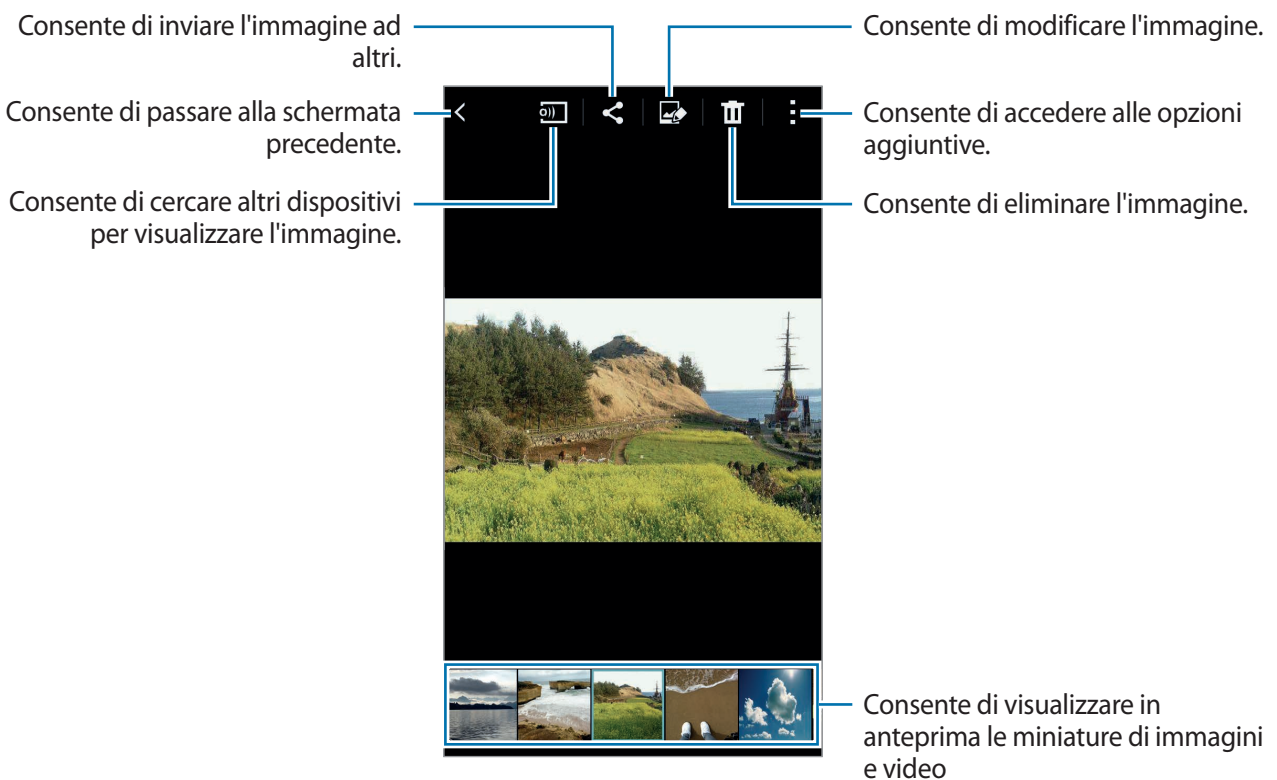 Consente di inviare l'immagine ad
altri.
Consente di passare alla schermata
precedente.
Consente di cercare altri dispositivi
per visualizzare l'immagine.
Consente di modificare l'immagine.
Consente di accedere alle opzioni
aggiuntive.
Consente di eliminare l'immagine.
Consente di visualizzare in
anteprima le miniature di immagini
e video